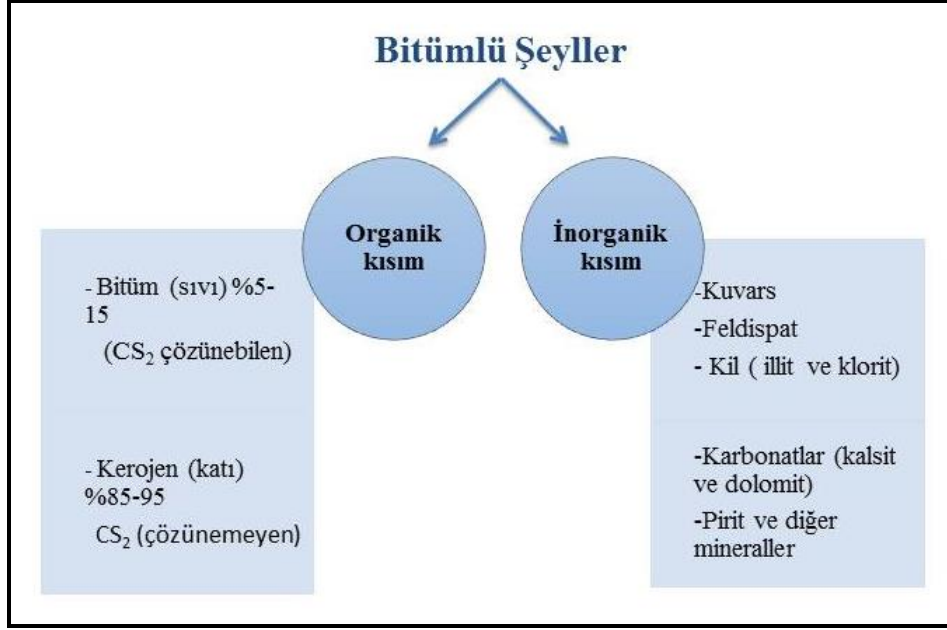 Bitümlü Şeyller
Organik
kısım
İnorganik
kısım
- Bitüm (sıvı) %5-
15
(CS₂ çözünebilen)
- Kerojen (katı)
%85-95
CS₂ (çözünemeyen)
-Kuvars
-Feldispat
- Kil ( illit ve klorit)
-Karbonatlar (kalsit
ve dolomit)
-Pirit ve diğer
mineraller